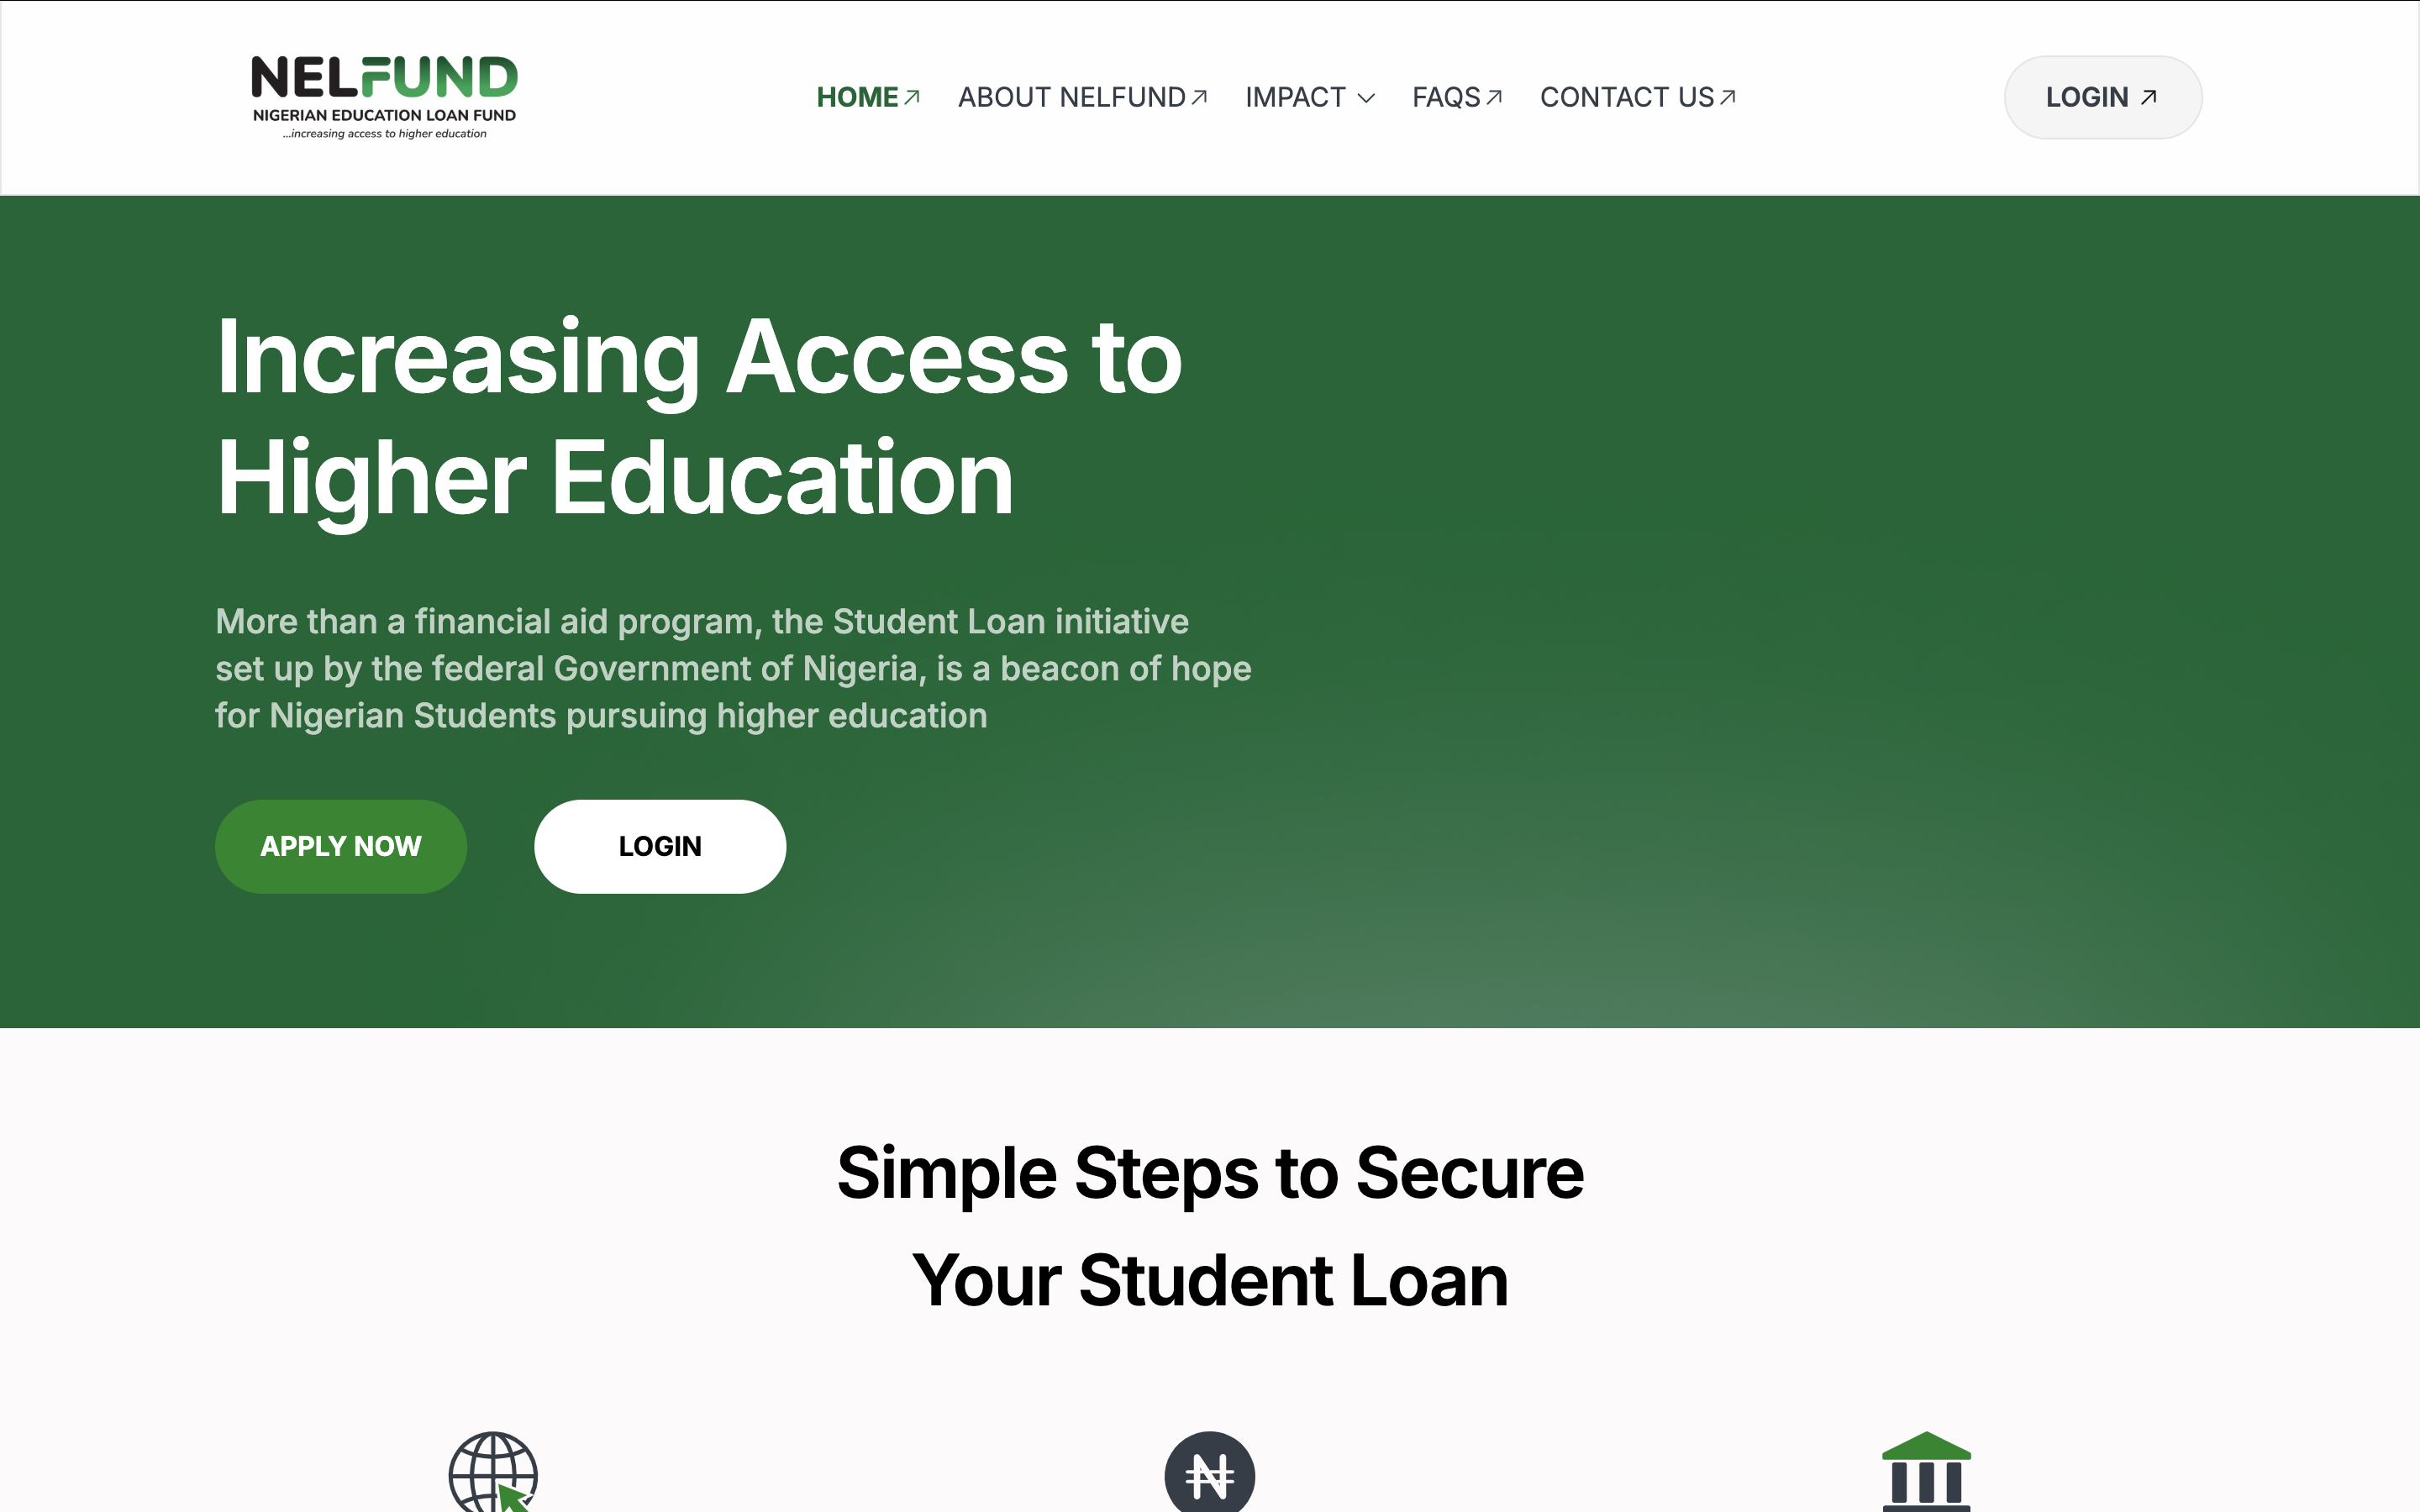 NELFUND
NIGERIAN EDUCATION LOAN FUND
...increasing access to higher education
HOME
ABOUT NELFUND
IMPACT
FAQS
CONTACT US
LOGIN
Increasing Access to
Higher Education
More than a financial aid program, the Student Loan initiative
set up by the federal Government of Nigeria, is a beacon of hope
for Nigerian Students pursuing higher education
APPLY NOW
LOGIN
Simple Steps to Secure
Your Student Loan
₦